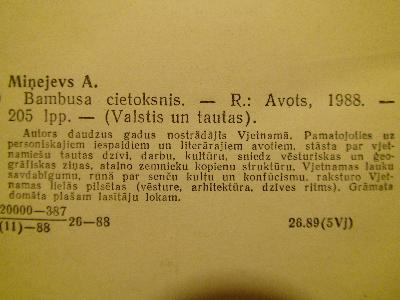 Miņejevs A.
Bambusa cietoksnis. — R.: Avots, 1988. —
205 lpp. — (Valstis un tautas).
Autors daudzus gadus nostrādājis Vjetnamā. Pamatojoties uz
personiskajiem iespaidiem un literārajiem avotiem, stāsta par vjet-
namiešu tautas dzīvi, darbu, kultūru, sniedz vēsturiskas un ģeo-
grāfiskas ziņas, ataino zemnieku kopienu struktūru, Vjetnamas lauku
savdabīgumu, runā par senču kultu un konfūcismu, raksturo Vjet-
namas lielās pilsētas (vēsture, arhitektūra, dzīves ritms). Grāmata
domāta plašam lasītāju lokam.
20000—387
(11)—88
26—88
26.89(5Vj)